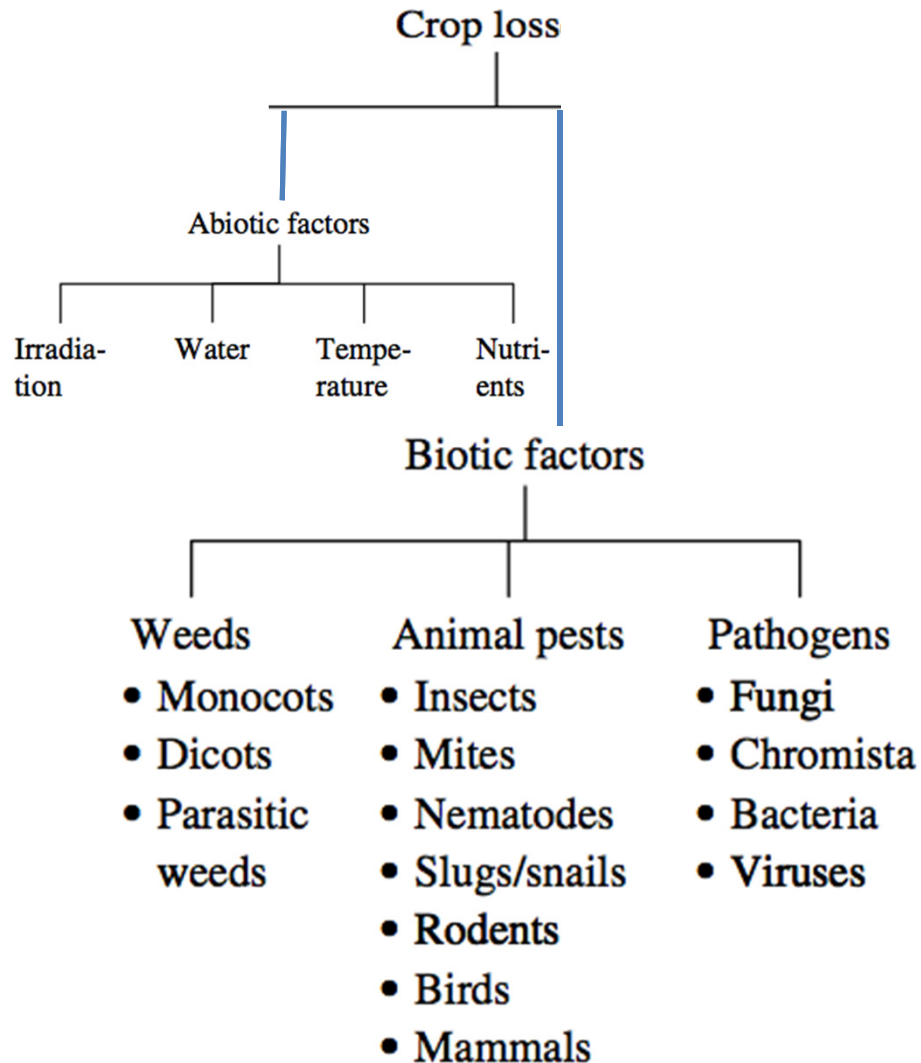 Crop loss
Abiotic factors
Irradia-
tion
Water
Tempe-
rature
Nutri-
ents
Biotic factors
Weeds
• Monocots
• Dicots
• Parasitic
weeds
Animal pests
• Insects
• Mites
• Nematodes
• Slugs/snails
• Rodents
• Birds
• Mammals
Pathogens
• Fungi
• Chromista
• Bacteria
• Viruses